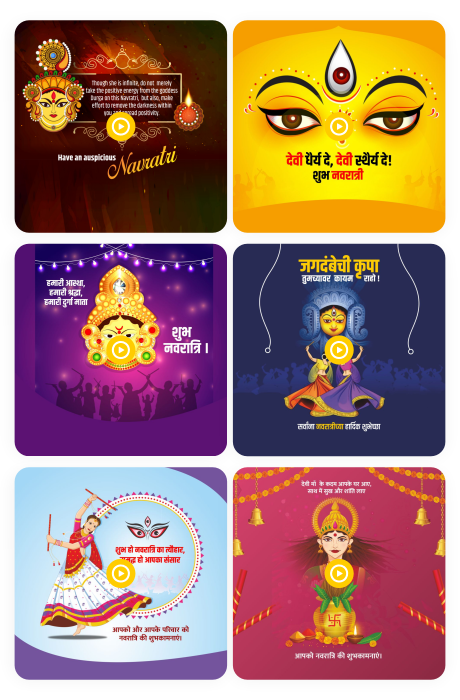 Though she is infinite, do not merely
take the positive energy from the goddess
Durga on this Navratri, but also, make
effort to remove the darkness within
you and spread positivity.
Have an auspicious
Navratri
देवी धैर्य दे, देवी स्थैर्य दे!
शुभ नवरात्री
हमारी आस्था,
हमारी श्रद्धा,
हमारी दुर्गा माता
शुभ
नवरात्रि ।
जगदंबेची कृपा
तुमच्यावर कायम राहो !
सर्वांना नवरात्रीच्या हार्दिक शुभेच्छा
शुभ हो नवरात्रि का त्यौहार,
हो आपका संसार
आपको और आपके परिवार को
नवरात्रि की शुभकामनाएं।
देवी माँ के कदम आपके घर आए,
साथ में सुख और शांति लाए
आपको नवरात्रि की शुभकामनाएं।